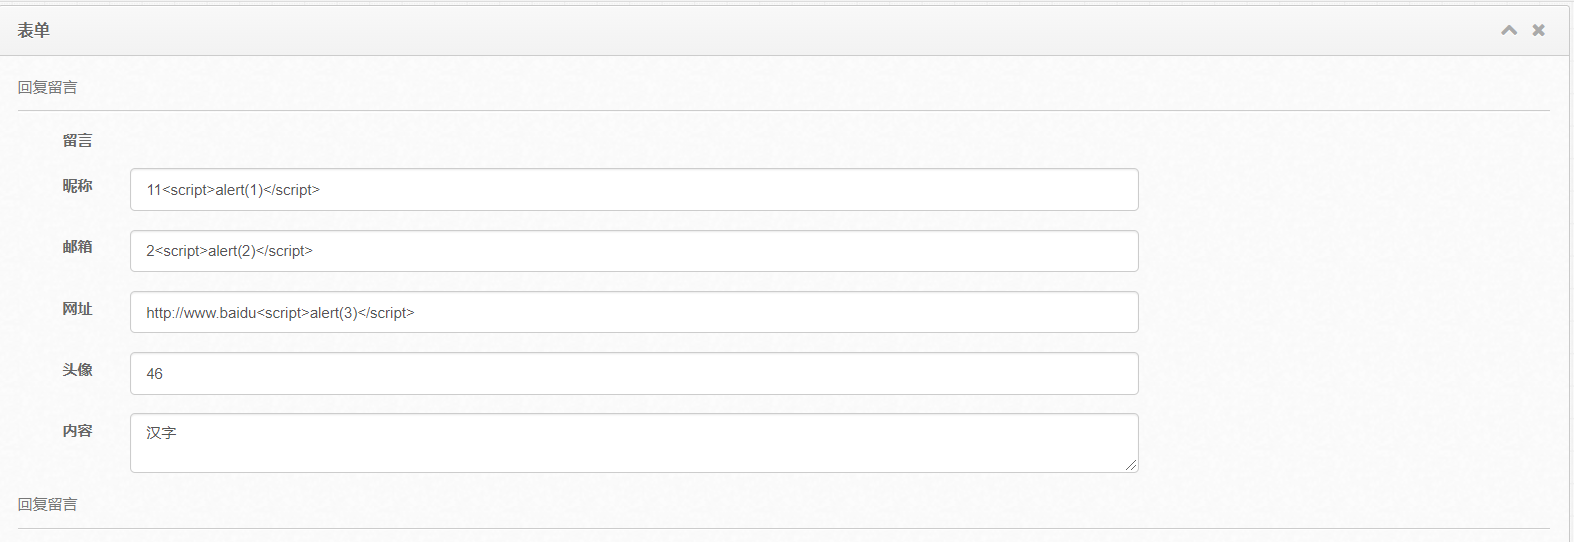 表单
回复留言
留言
昵称 11<script>alert(1)</script>
邮箱 2<script>alert(2)</script>
网址 http://www.baidu<script>alert(3)</script>
头像 46
内容 汉字
回复留言